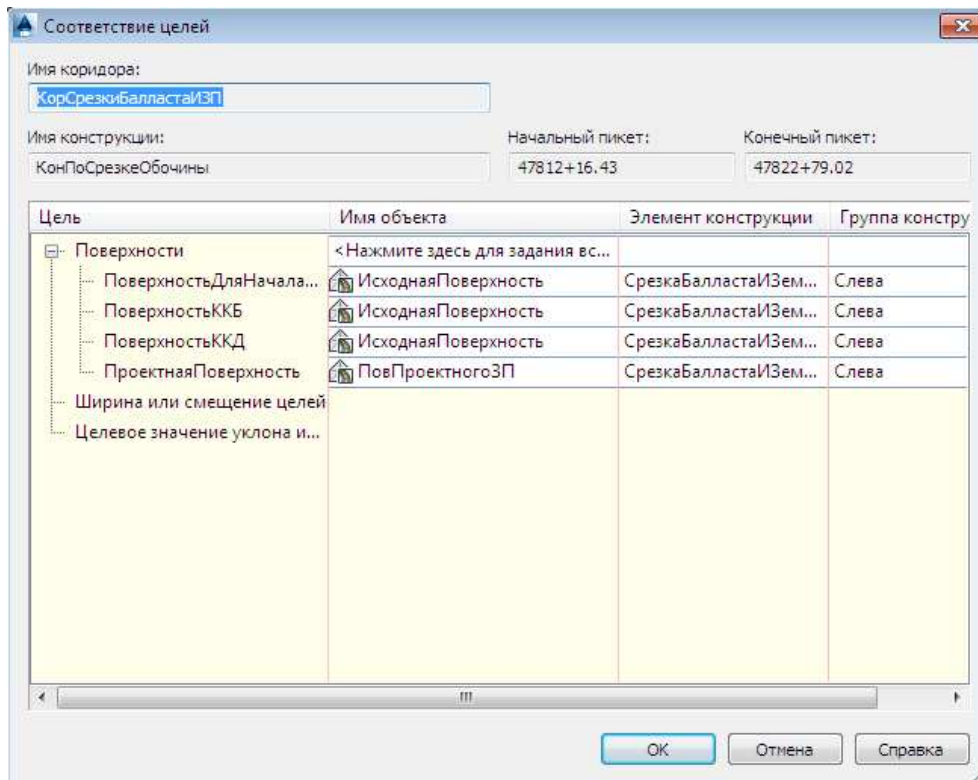 Соответствие целей
Имя коридора:
КорСрезкиБалластаИЗП
Имя конструкции: Начальный пикет: Конечный пикет:
КонПоСрезкеОбочины 47812+16.43 47822+79.02
Цель Имя объекта Элемент конструкции Группа констру
Поверхности <Нажмите здесь для задания вс...
ПоверхностьДляНачала... ИсходнаяПоверхность СрезкаБалластаИЗем... Слева
ПоверхностьККБ ИсходнаяПоверхность СрезкаБалластаИЗем... Слева
ПоверхностьККД ИсходнаяПоверхность СрезкаБалластаИЗем... Слева
ПроектнаяПоверхность ПовПроектногоЗП СрезкаБалластаИЗем... Слева
Ширина или смещение целей
Целевое значение уклона и...
ОК Отмена Справка